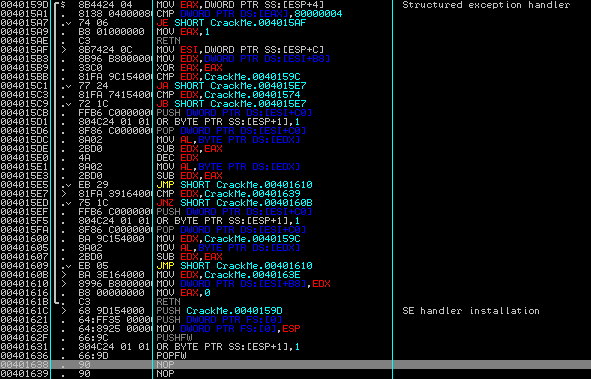 0040159D $ 8B4424 04 MOV EAX,DWORD PTR SS:[ESP+4] Structured exception handler
004015A1 . 8138 04000080 CMP DWORD PTR DS:[EAX],80000004
004015A7 . 74 06 JE SHORT CrackMe.004015AF
004015A9 . B8 01000000 MOV EAX,1
004015AE . C3 RETN
004015AF > 8B7424 0C MOV ESI,DWORD PTR SS:[ESP+C]
004015B3 . 8B96 B8000000 MOV EDX,DWORD PTR DS:[ESI+B8]
004015B9 . 33C0 XOR EAX,EAX
004015BB . 81FA 9C154000 CMP EDX,CrackMe.0040159C
004015C1 . 77 24 JA SHORT CrackMe.004015E7
004015C3 . 81FA 74154000 CMP EDX,CrackMe.00401574
004015C9 . 72 1C JB SHORT CrackMe.004015E7
004015CB . FFB6 C0000000 PUSH DWORD PTR DS:[ESI+C0]
004015D1 . 804C24 01 01 OR BYTE PTR SS:[ESP+1],1
004015D6 . 8F86 C0000000 POP DWORD PTR DS:[ESI+C0]
004015DC . 8A02 MOV AL,BYTE PTR DS:[EDX]
004015DE . 2BD0 SUB EDX,EAX
004015E0 . 4A DEC EDX
004015E1 . 8A02 MOV AL,BYTE PTR DS:[EDX]
004015E3 . 2BD0 SUB EDX,EAX
004015E5 . EB 29 JMP SHORT CrackMe.00401610
004015E7 > 81FA 39164000 CMP EDX,CrackMe.00401639
004015ED . 75 1C JNZ SHORT CrackMe.0040160B
004015EF . FFB6 C0000000 PUSH DWORD PTR DS:[ESI+C0]
004015F5 . 804C24 01 01 OR BYTE PTR SS:[ESP+1],1
004015FA . 8F86 C0000000 POP DWORD PTR DS:[ESI+C0]
00401600 . BA 9C154000 MOV EDX,CrackMe.0040159C
00401605 . 8A02 MOV AL,BYTE PTR DS:[EDX]
00401607 . 2BD0 SUB EDX,EAX
00401609 . EB 05 JMP SHORT CrackMe.00401610
0040160B > BA 3E164000 MOV EDX,CrackMe.0040163E
00401610 > 8996 B8000000 MOV DWORD PTR DS:[ESI+B8],EDX
00401616 . B8 00000000 MOV EAX,0
0040161B . C3 RETN
0040161C > 68 9D154000 PUSH CrackMe.0040159D SE handler installation
00401621 . 64:FF35 00000 PUSH DWORD PTR FS:[0]
00401628 . 64:8925 00000 MOV DWORD PTR FS:[0],ESP
0040162F . 66:9C PUSHFW
00401631 . 804C24 01 01 OR BYTE PTR SS:[ESP+1],1
00401636 . 66:9D POPFW
00401638 . 90 NOP
00401639 . 90 NOP